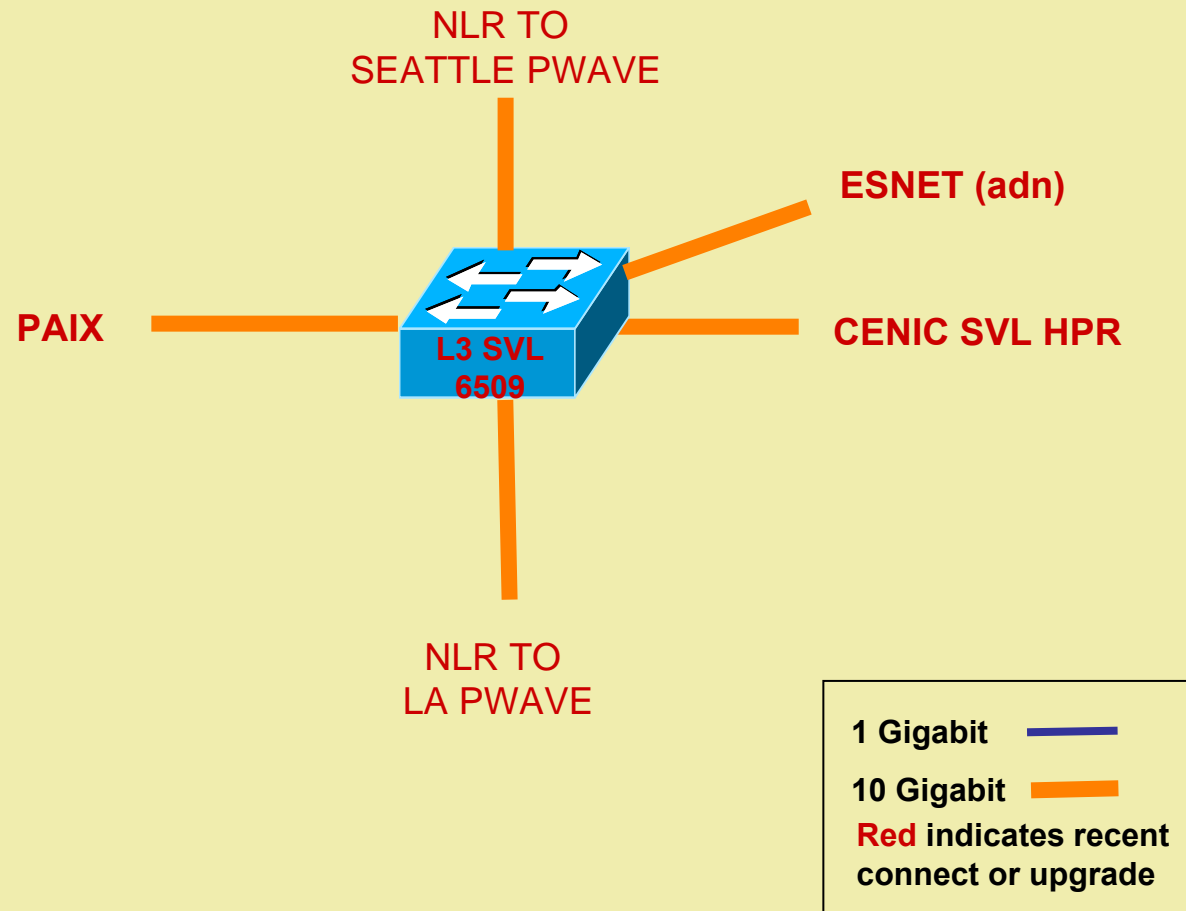 NLR TO
SEATTLE PWAVE
ESNET (adn)
PAIX
L3 SVL
6509
CENIC SVL HPR
NLR TO
LA PWAVE
1 Gigabit
10 Gigabit
Red indicates recent
connect or upgrade